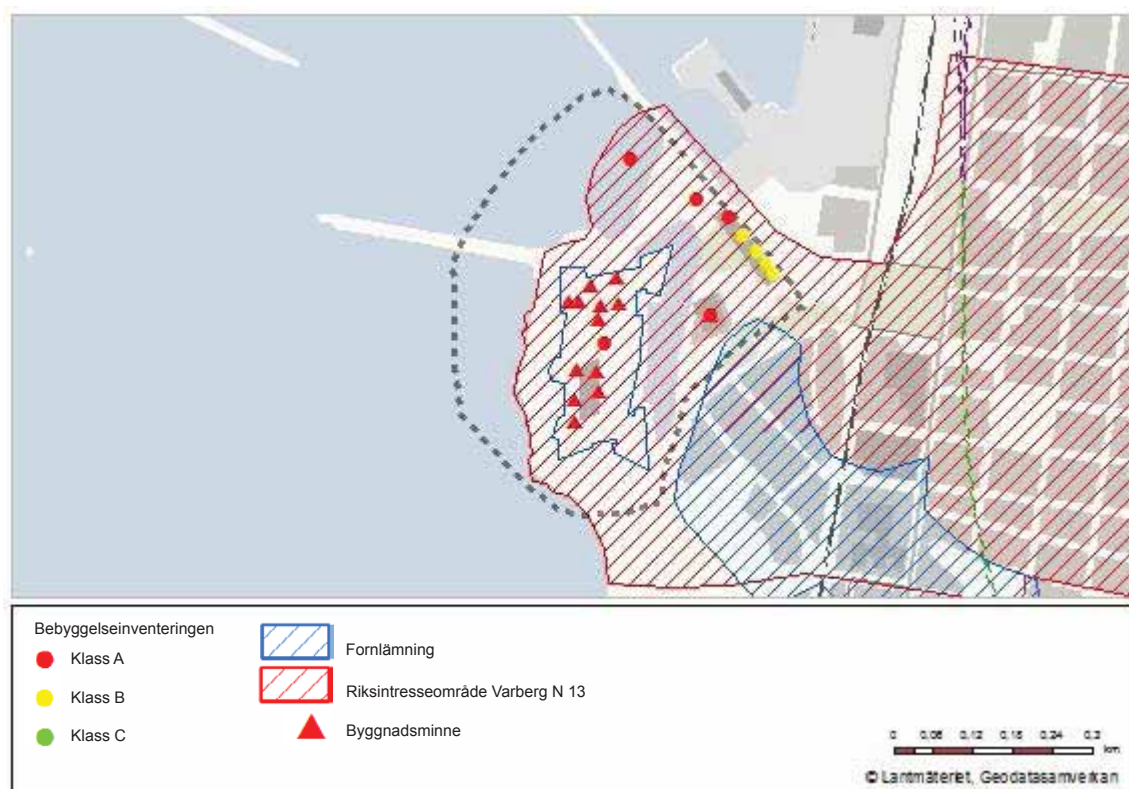 Bebyggelseinventeringen
Klass A
Klass B
Klass C
Fornlämning
Riksintresseområde Varberg N 13
Byggnadsminne
0 0,06 0,12 0,18 0,24 0,3
km
© Lantmäteriet, Geodatasamverkan